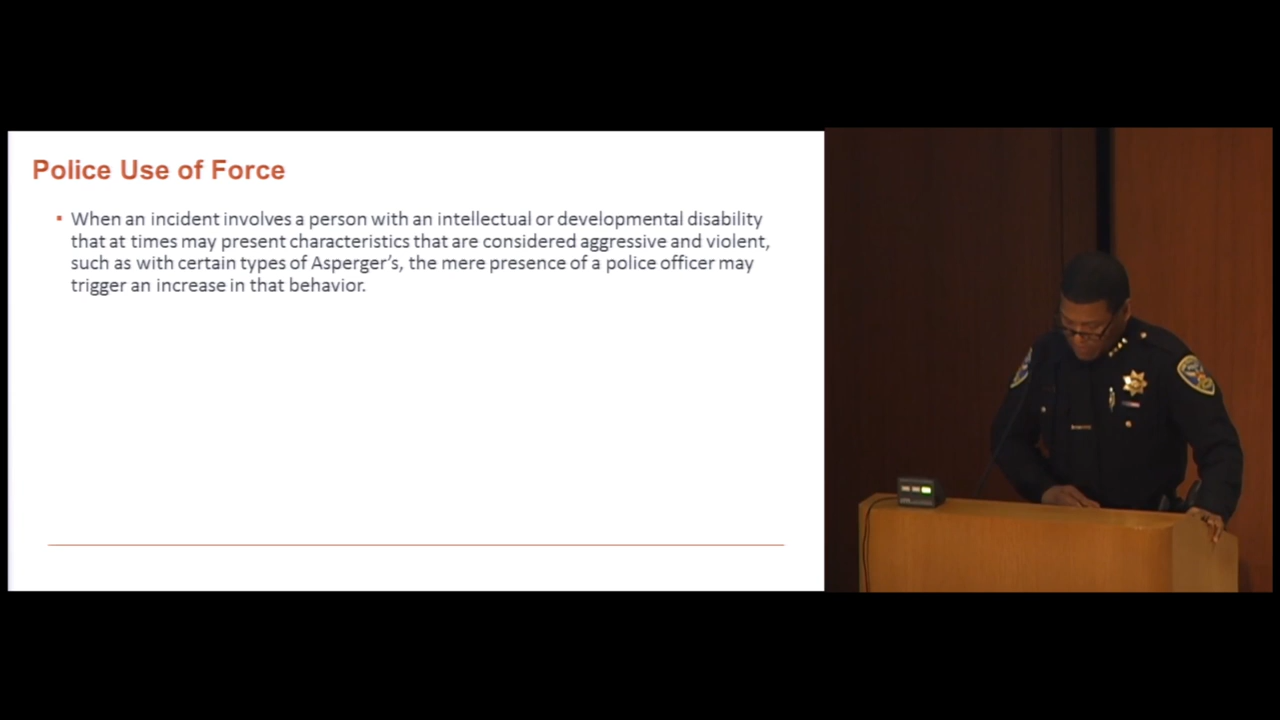 Police Use of Force
▪ When an incident involves a person with an intellectual or developmental disability
that at times may present characteristics that are considered aggressive and violent,
such as with certain types of Asperger’s, the mere presence of a police officer may
trigger an increase in that behavior.